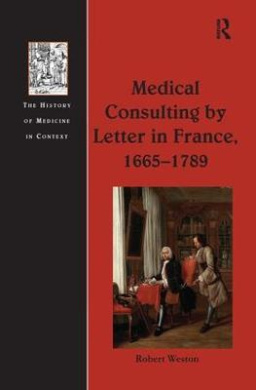 R
The History
of Medicine
in Context
Medical
Consulting by
Letter in France,
1665–1789
Robert Weston